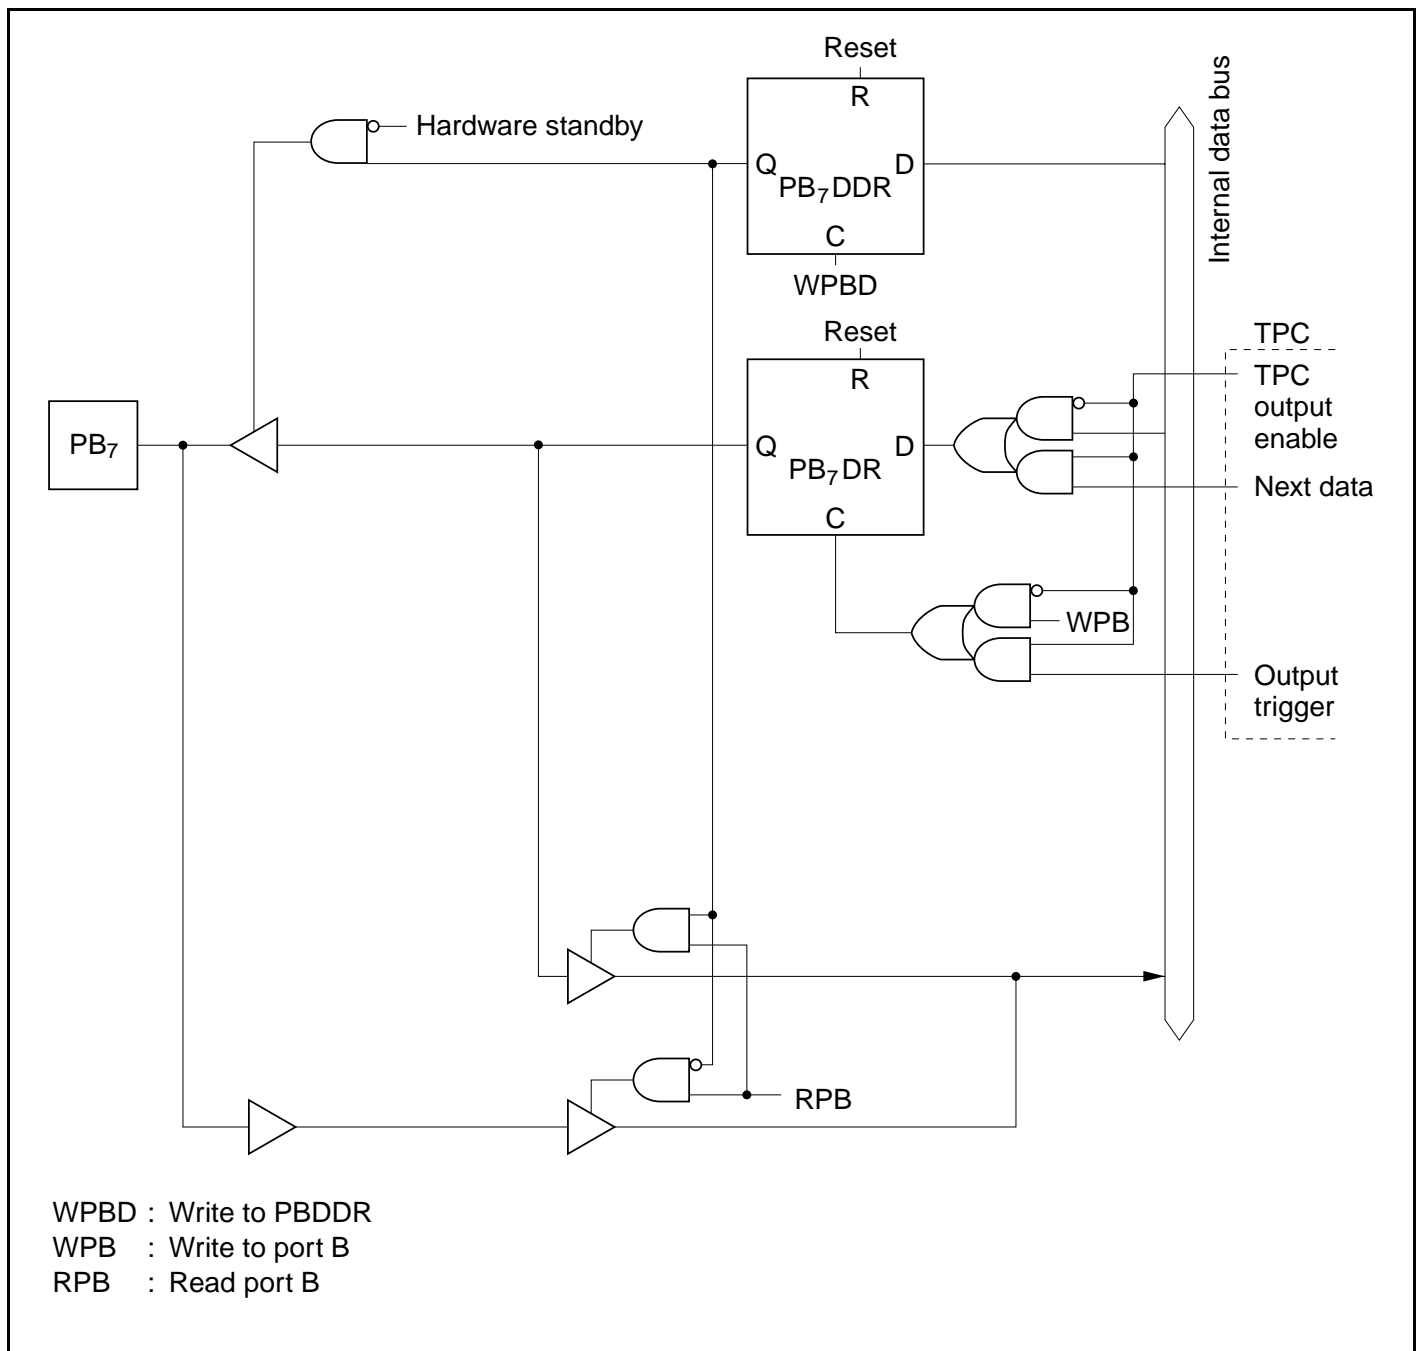 Reset
R
Hardware standby
Internal data bus
Q
D
PB7DDR
C
WPBD
Reset
R
TPC
TPC
output
enable
PB7
Q
D
PB7DR
Next data
C
WPB
Output
trigger
RPB
WPBD : Write to PBDDR
WPB : Write to port B
RPB : Read port B